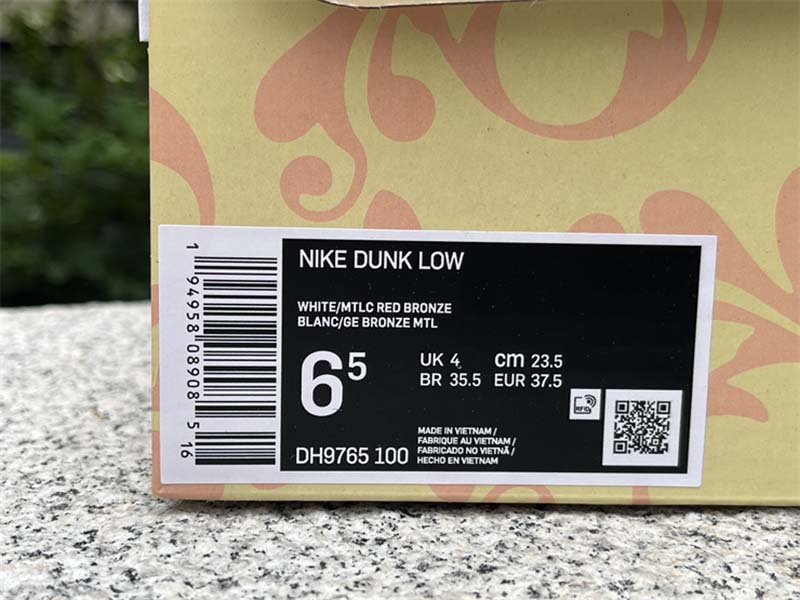 NIKE DUNK LOW
WHITE/MTLC RED BRONZE
BLANC/GE BRONZE MTL
6 5
UK 4 cm 23.5
BR 35.5 EUR 37.5
RFID
MADE IN VIETNAM /
FABRIQUE AU VIETNAM /
FABRICADO NO VIETNÃ /
HECHO EN VIETNAM
DH9765 100
1 94958 08908 5 16